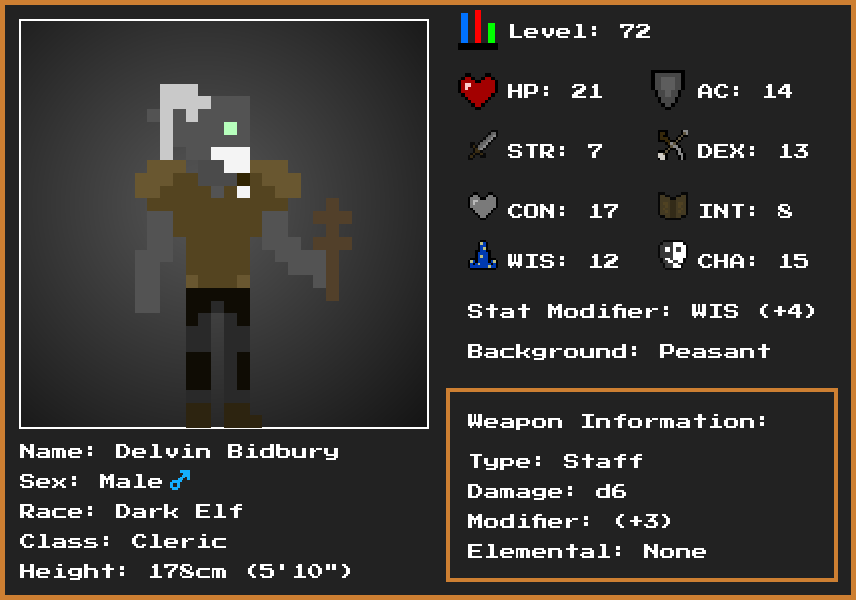 Level: 72
HP: 21 AC: 14
STR: 7 DEX: 13
CON: 17 INT: 8
WIS: 12 CHA: 15
Stat Modifier: WIS (+4)
Background: Peasant
Weapon Information:
Type: Staff
Damage: d6
Modifier: (+3)
Elemental: None
Name: Delvin Bidbury
Sex: Male♂
Race: Dark Elf
Class: Cleric
Height: 178cm (5'10")